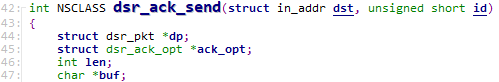 42: int NSCLASS dsr_ack_send(struct in_addr dst, unsigned short id)
43: {
44:     struct dsr_pkt *dp;
45:     struct dsr_ack_opt *ack_opt;
46:     int len;
47:     char *buf;